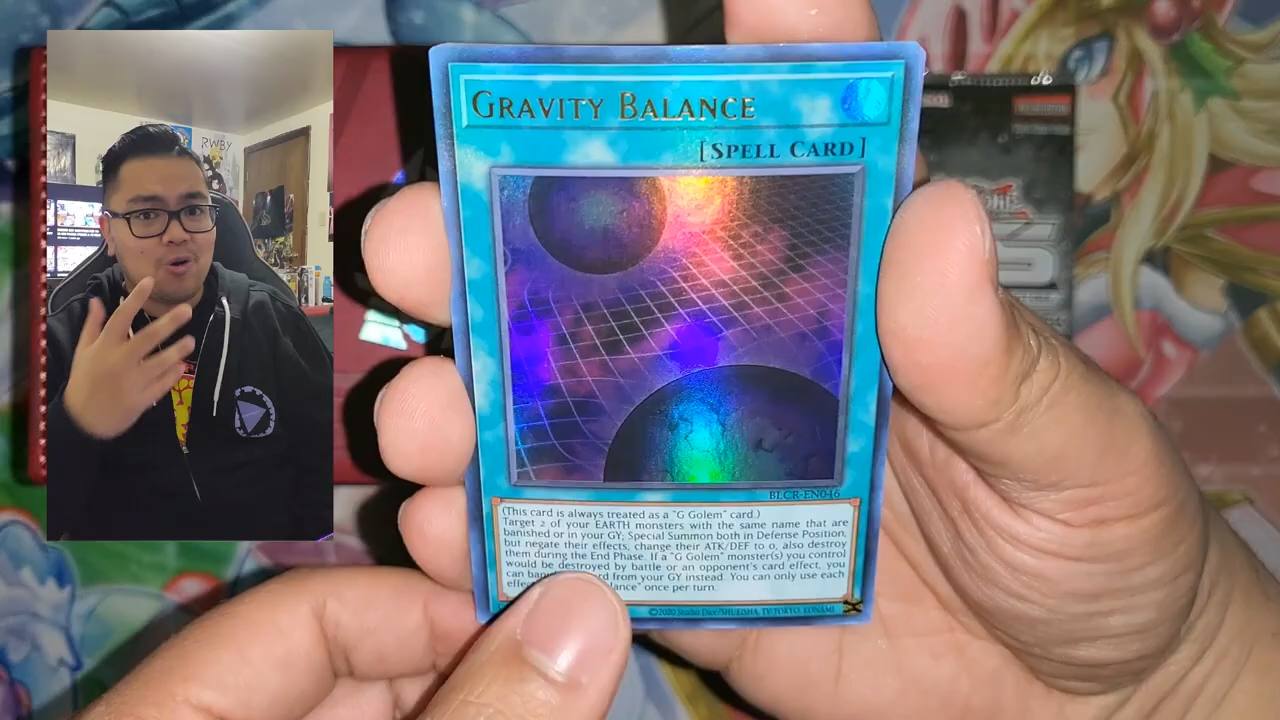 RWBY
GRAVITY BALANCE
[SPELL CARD]
BLCR-EN046
(This card is always treated as a "G Golem" card.)
Target 2 of your EARTH monsters with the same name that are
banished or in your GY; Special Summon both in Defense Position,
but negate their effects, change their ATK/DEF to 0, also destroy
them during the End Phase. If a "G Golem" monster(s) you control
would be destroyed by battle or an opponent's card effect, you
can rd from your GY instead. You can only use each
lance" once per turn.
©2020 Studio Dice/SHUEISHA, TV TOKYO, KONAMI